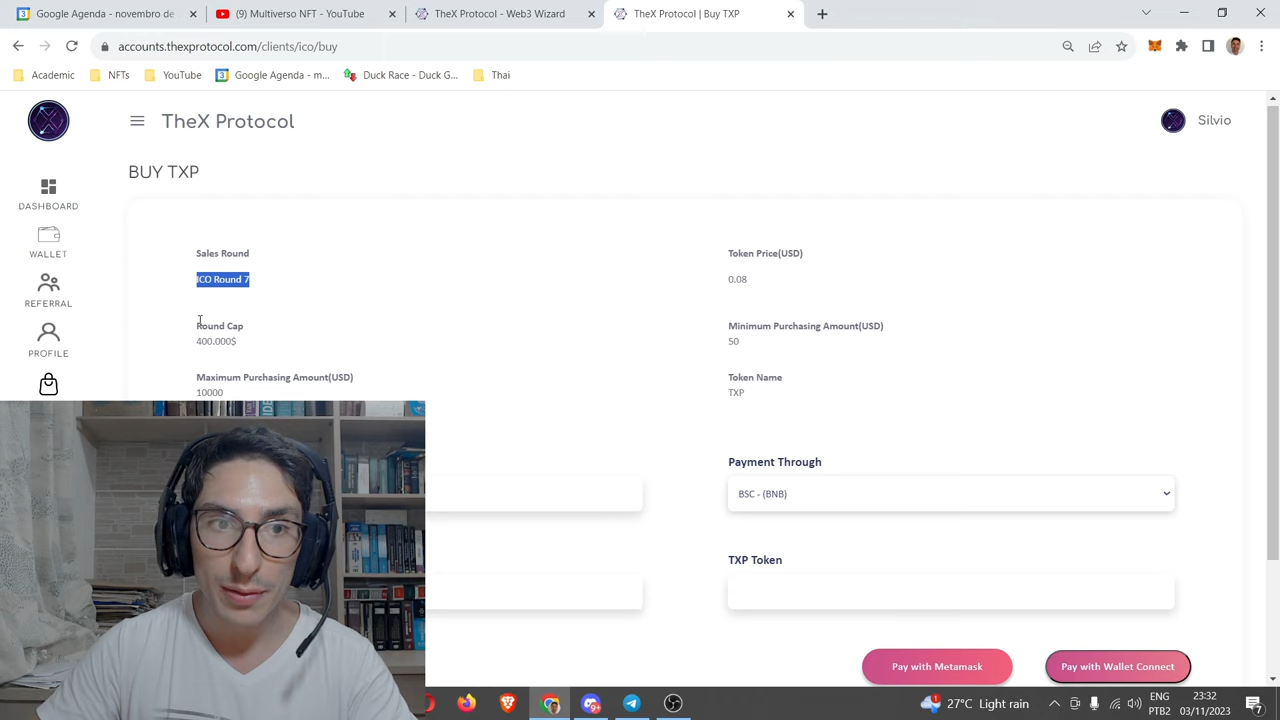 Google Agenda - novembro de
(9) Multiverso NFT - YouTube
TheX Protocol - Web3 Wizard
TheX Protocol | Buy TXP
accounts.thexprotocol.com/clients/ico/buy
Academic
NFTs
YouTube
Google Agenda - m...
Duck Race - Duck G...
Thai
TheX Protocol
Silvio
BUY TXP
DASHBOARD
WALLET
REFERRAL
PROFILE
Sales Round
Token Price(USD)
ICO Round 7
0.08
Round Cap
Minimum Purchasing Amount(USD)
400.000$
50
Maximum Purchasing Amount(USD)
Token Name
10000
TXP
Payment Through
BSC - (BNB)
TXP Token
Pay with Metamask
Pay with Wallet Connect
27°C Light rain
ENG
PTB2
23:32
03/11/2023